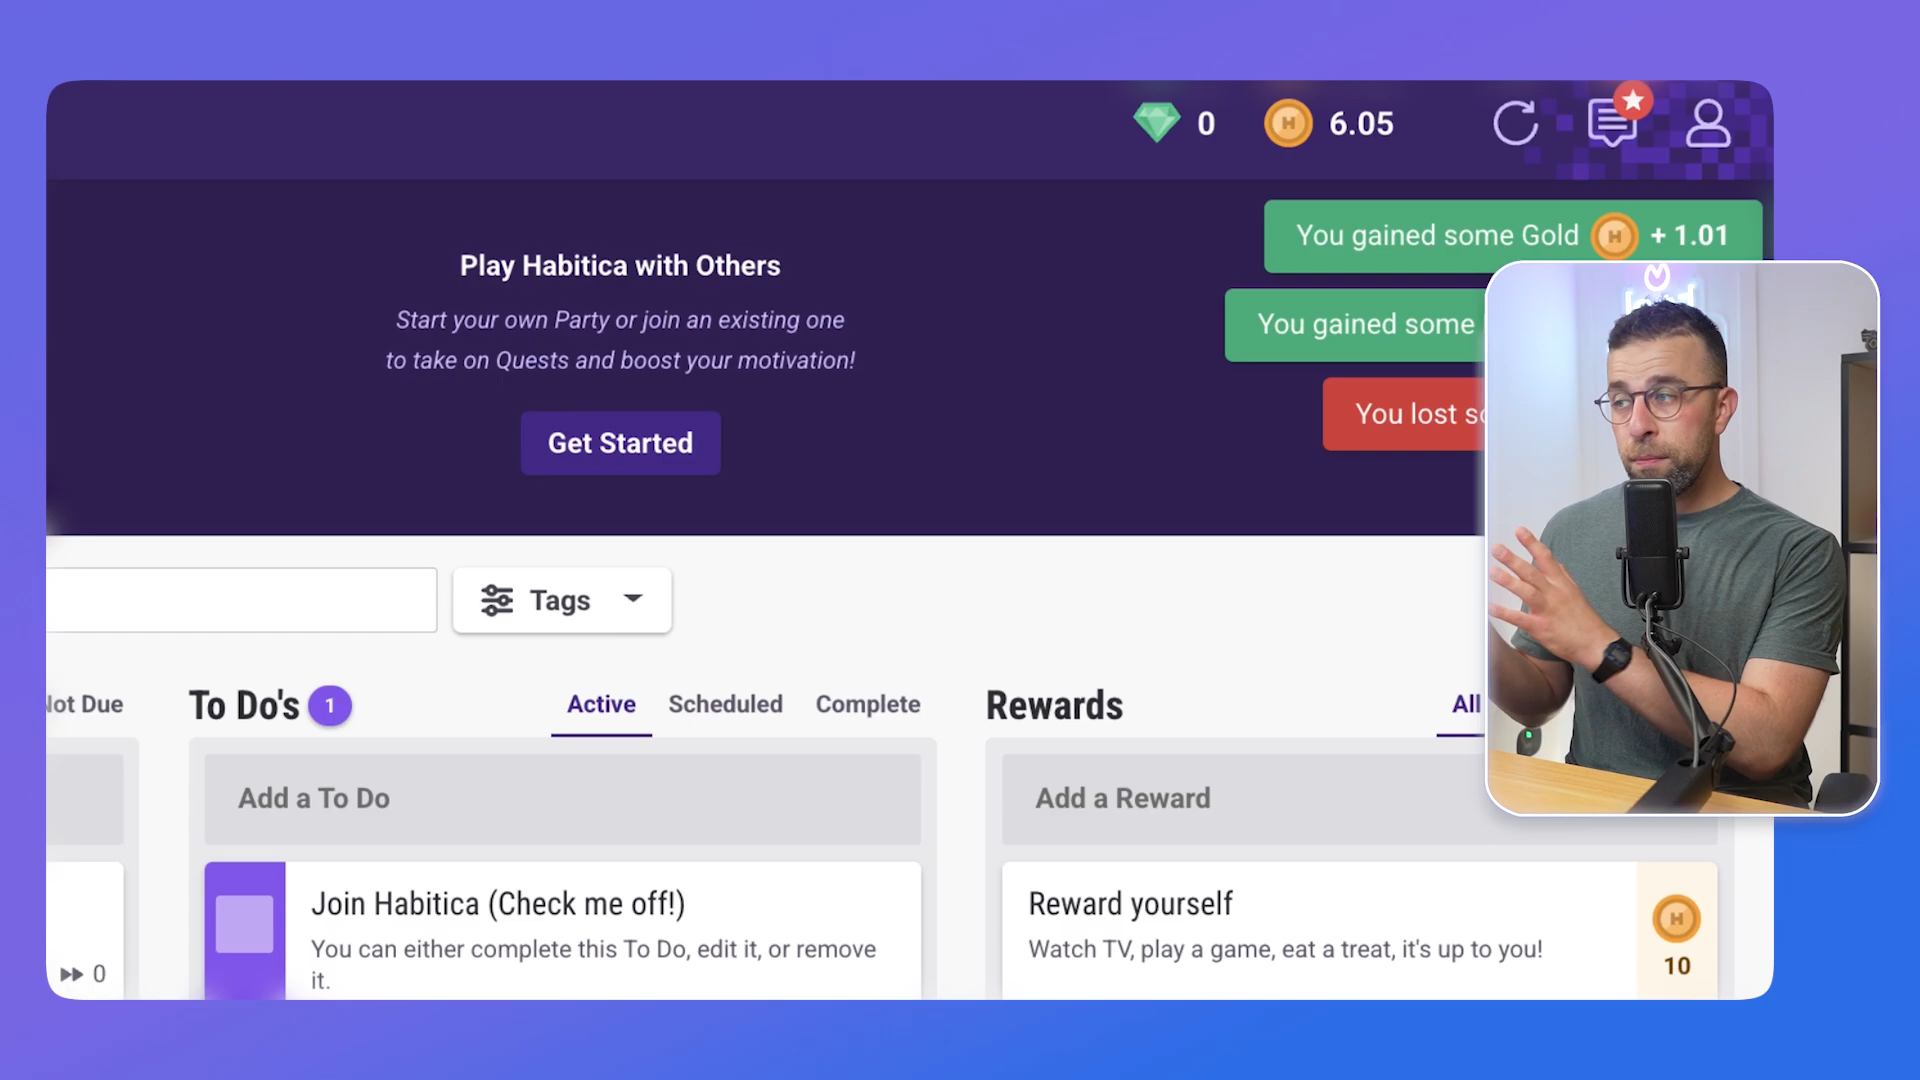 0
6.05
You gained some Gold + 1.01
Play Habitica with Others
Start your own Party or join an existing one
to take on Quests and boost your motivation!
Get Started
You gained some
You lost
Tags
Not Due
To Do's 1
Active
Scheduled
Complete
Rewards
All
Add a To Do
Add a Reward
Join Habitica (Check me off!)
You can either complete this To Do, edit it, or remove
it.
0
Reward yourself
Watch TV, play a game, eat a treat, it's up to you!
10